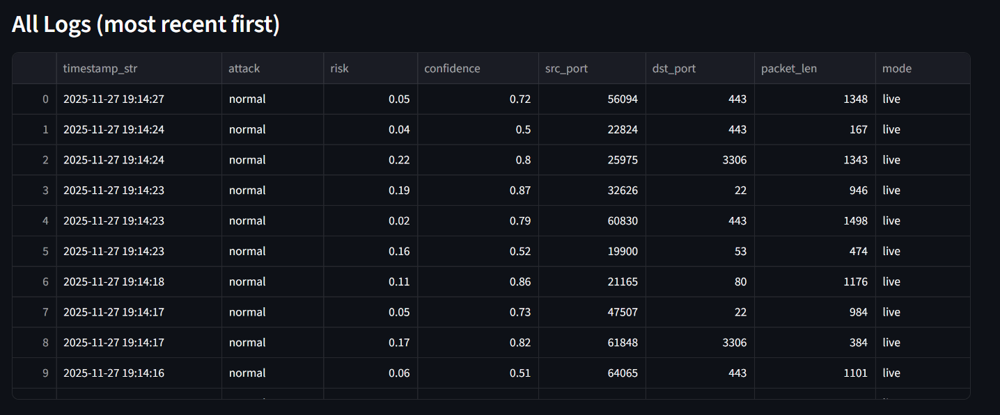 All Logs (most recent first)
timestamp_str attack risk confidence src_port dst_port packet_len mode
0 2025-11-27 19:14:27 normal 0.05 0.72 56094 443 1348 live
1 2025-11-27 19:14:24 normal 0.04 0.5 22824 443 167 live
2 2025-11-27 19:14:24 normal 0.22 0.8 25975 3306 1343 live
3 2025-11-27 19:14:23 normal 0.19 0.87 32626 22 946 live
4 2025-11-27 19:14:23 normal 0.02 0.79 60830 443 1498 live
5 2025-11-27 19:14:23 normal 0.16 0.52 19900 53 474 live
6 2025-11-27 19:14:18 normal 0.11 0.86 21165 80 1176 live
7 2025-11-27 19:14:17 normal 0.05 0.73 47507 22 984 live
8 2025-11-27 19:14:17 normal 0.17 0.82 61848 3306 384 live
9 2025-11-27 19:14:16 normal 0.06 0.51 64065 443 1101 live